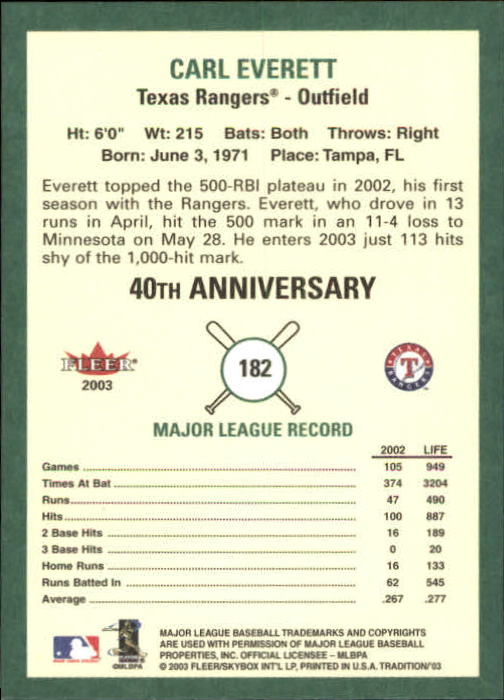 CARL EVERETT
Texas Rangers® - Outfield
Ht: 6'0" Wt: 215 Bats: Both Throws: Right
Born: June 3, 1971 Place: Tampa, FL
Everett topped the 500-RBI plateau in 2002, his first
season with the Rangers. Everett, who drove in 13
runs in April, hit the 500 mark in an 11-4 loss to
Minnesota on May 28. He enters 2003 just 113 hits
shy of the 1,000-hit mark.
40TH ANNIVERSARY
FLEER®
2003
182
TEXAS
T
RANGERS
MAJOR LEAGUE RECORD
2002 LIFE
Games 105 949
Times At Bat 374 3204
Runs 47 490
Hits 100 887
2 Base Hits 16 189
3 Base Hits 0 20
Home Runs 16 133
Runs Batted In 62 545
Average .267 .277
©MLBPA
MAJOR LEAGUE BASEBALL TRADEMARKS AND COPYRIGHTS
ARE USED WITH PERMISSION OF MAJOR LEAGUE BASEBALL
PROPERTIES, INC. OFFICIAL LICENSEE - MLBPA
© 2003 FLEER/SKYBOX INT'L LP, PRINTED IN U.S.A. TRADITION/'03